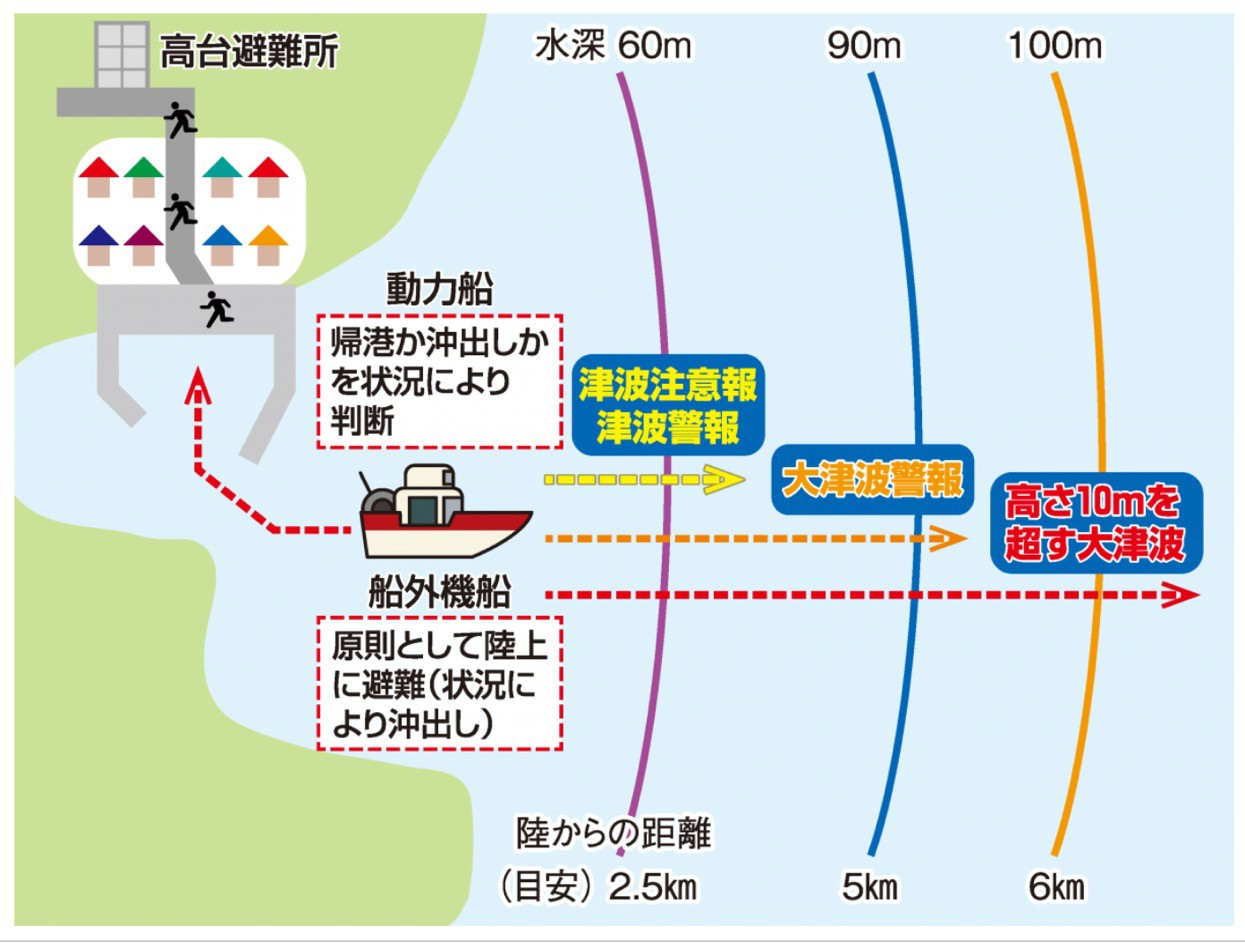 高台避難所
水深 60m
90m
100m
動力船
帰港か沖出しか
を状況により
判断
津波注意報
津波警報
大津波警報
高さ10mを
超す大津波
船外機船
原則として陸上
に避難(状況に
より沖出し)
陸からの距離
(目安) 2.5㎞
5㎞
6㎞